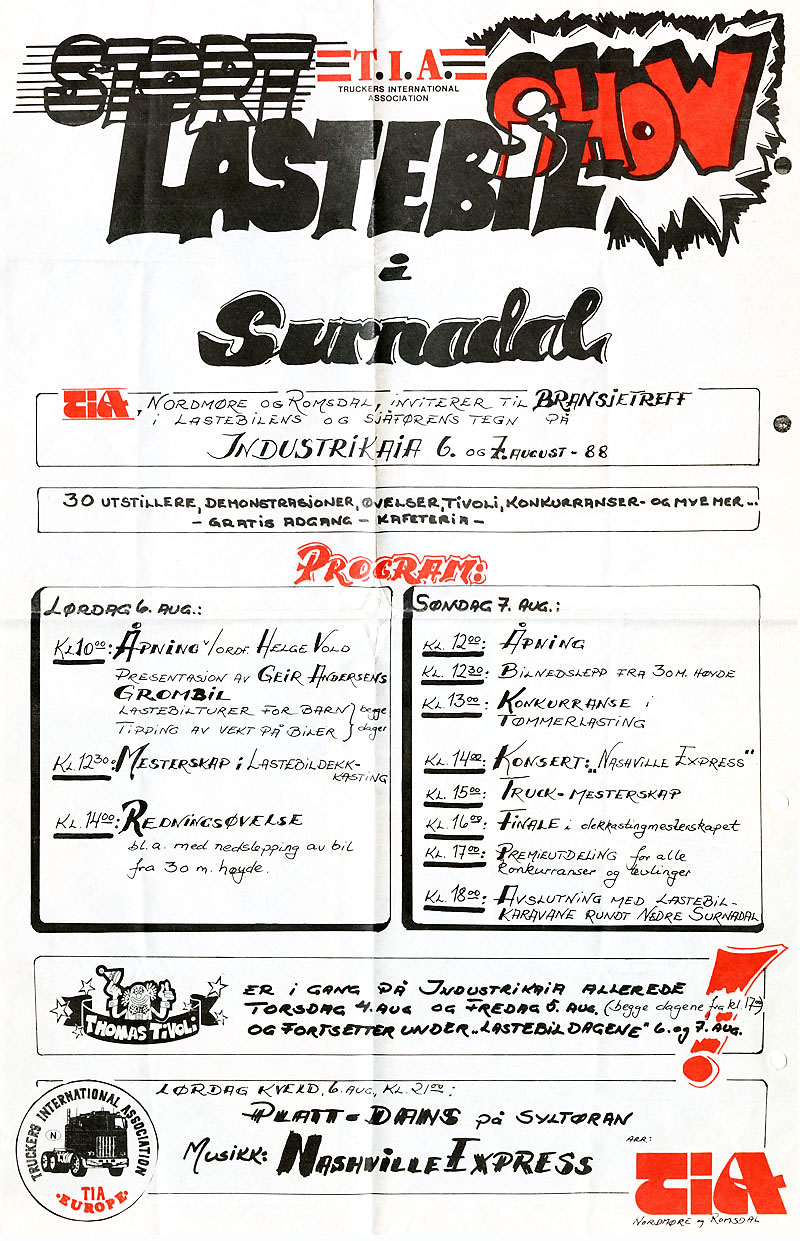 STORT
T.I.A.
TRUCKERS INTERNATIONAL
ASSOCIATION
SHOW
LASTEBIL
i
Surnadal
TIA, NORDMØRE OG ROMSDAL, INVITERER TIL BRANSJETREFF
I LASTEBILENS OG SJÅFØRENS TEGN PÅ
INDUSTRIKAIA 6. OG 7. AUGUST - 88
30 UTSTILLERE, DEMONSTRASJONER, ØVELSER, TIVOLI, KONKURRANSER - OG MYE MER...
- GRATIS ADGANG - KAFETERIA -
PROGRAM:
LØRDAG 6. AUG.:
KL. 10⁰⁰: ÅPNING V/ORDF. HELGE VOLD
PRESENTASJON AV GEIR ANDERSENS
GROMBIL
LASTEBILTURER FOR BARN } begge
TIPPING AV VEKT PÅ BILER } dager
KL. 12³⁰: MESTERSKAP i LASTEBILDEKK-
KASTING
KL. 14⁰⁰: REDNINGSØVELSE
bl.a. med nedslepping av bil
fra 30 m. høyde.
SØNDAG 7. AUG.:
KL. 12⁰⁰: ÅPNING
KL. 12³⁰: BILNEDSLEPP FRA 30 M. HØYDE
KL. 13⁰⁰: KONKURRANSE i
TØMMERLASTING
KL. 14⁰⁰: KONSERT: „NASHVILLE EXPRESS"
KL. 15⁰⁰: TRUCK-MESTERSKAP
KL. 16⁰⁰: FINALE i dekkastingmesterskapet
KL. 17⁰⁰: PREMIEUTDELING for alle
konkurranser og tevlinger
KL. 18⁰⁰: AVSLUTNING MED LASTEBIL-
KARAVANE RUNDT NEDRE SURNADAL
THOMAS TIVOLI
ER I GANG PÅ INDUSTRIKAIA ALLEREDE
TORSDAG 4. AUG OG FREDAG 5. AUG. (begge dagene fra kl. 17⁰⁰)
OG FORTSETTER UNDER „LASTEBILDAGENE" 6. og 7. AUG.
!
TRUCKERS INTERNATIONAL ASSOCIATION
N
TIA
·EUROPE·
LØRDAG KVELD, 6. AUG., KL. 21⁰⁰:
PLATT-DANS på SYLTØRAN
MUSIKK: NASHVILLE EXPRESS
ARR:
TIA
NORDMØRE og ROMSDAL